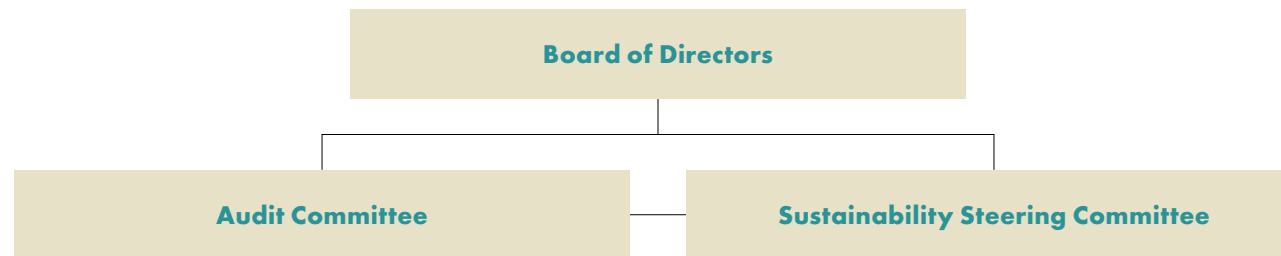 Board of Directors
Audit Committee
Sustainability Steering Committee